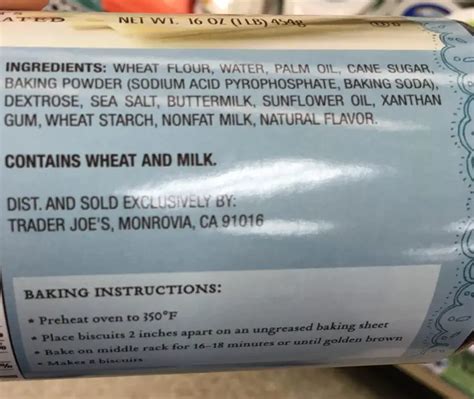 NET WT. 16 OZ (1 LB) 454g
INGREDIENTS: WHEAT FLOUR, WATER, PALM OIL, CANE SUGAR,
BAKING POWDER (SODIUM ACID PYROPHOSPHATE, BAKING SODA),
DEXTROSE, SEA SALT, BUTTERMILK, SUNFLOWER OIL, XANTHAN
GUM, WHEAT STARCH, NONFAT MILK, NATURAL FLAVOR.
CONTAINS WHEAT AND MILK.
DIST. AND SOLD EXCLUSIVELY BY:
TRADER JOE'S, MONROVIA, CA 91016
BAKING INSTRUCTIONS:
• Preheat oven to 350°F
• Place biscuits 2 inches apart on an ungreased baking sheet
• Bake on middle rack for 16-18 minutes or until golden brown
• Makes 8 biscuits